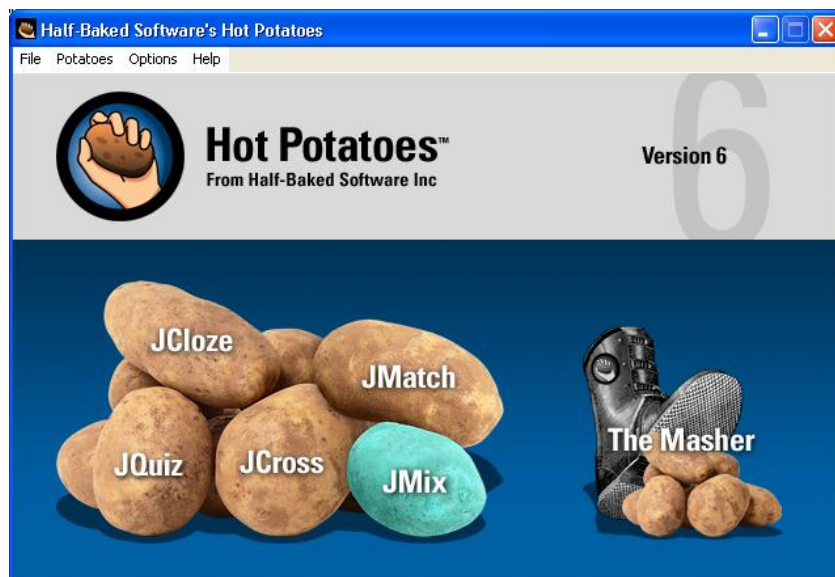 Half-Baked Software's Hot Potatoes
File Potatoes Options Help
6
Hot Potatoes™
From Half-Baked Software Inc
Version 6
JCloze
JMatch
JQuiz
JCross
JMix
The Masher